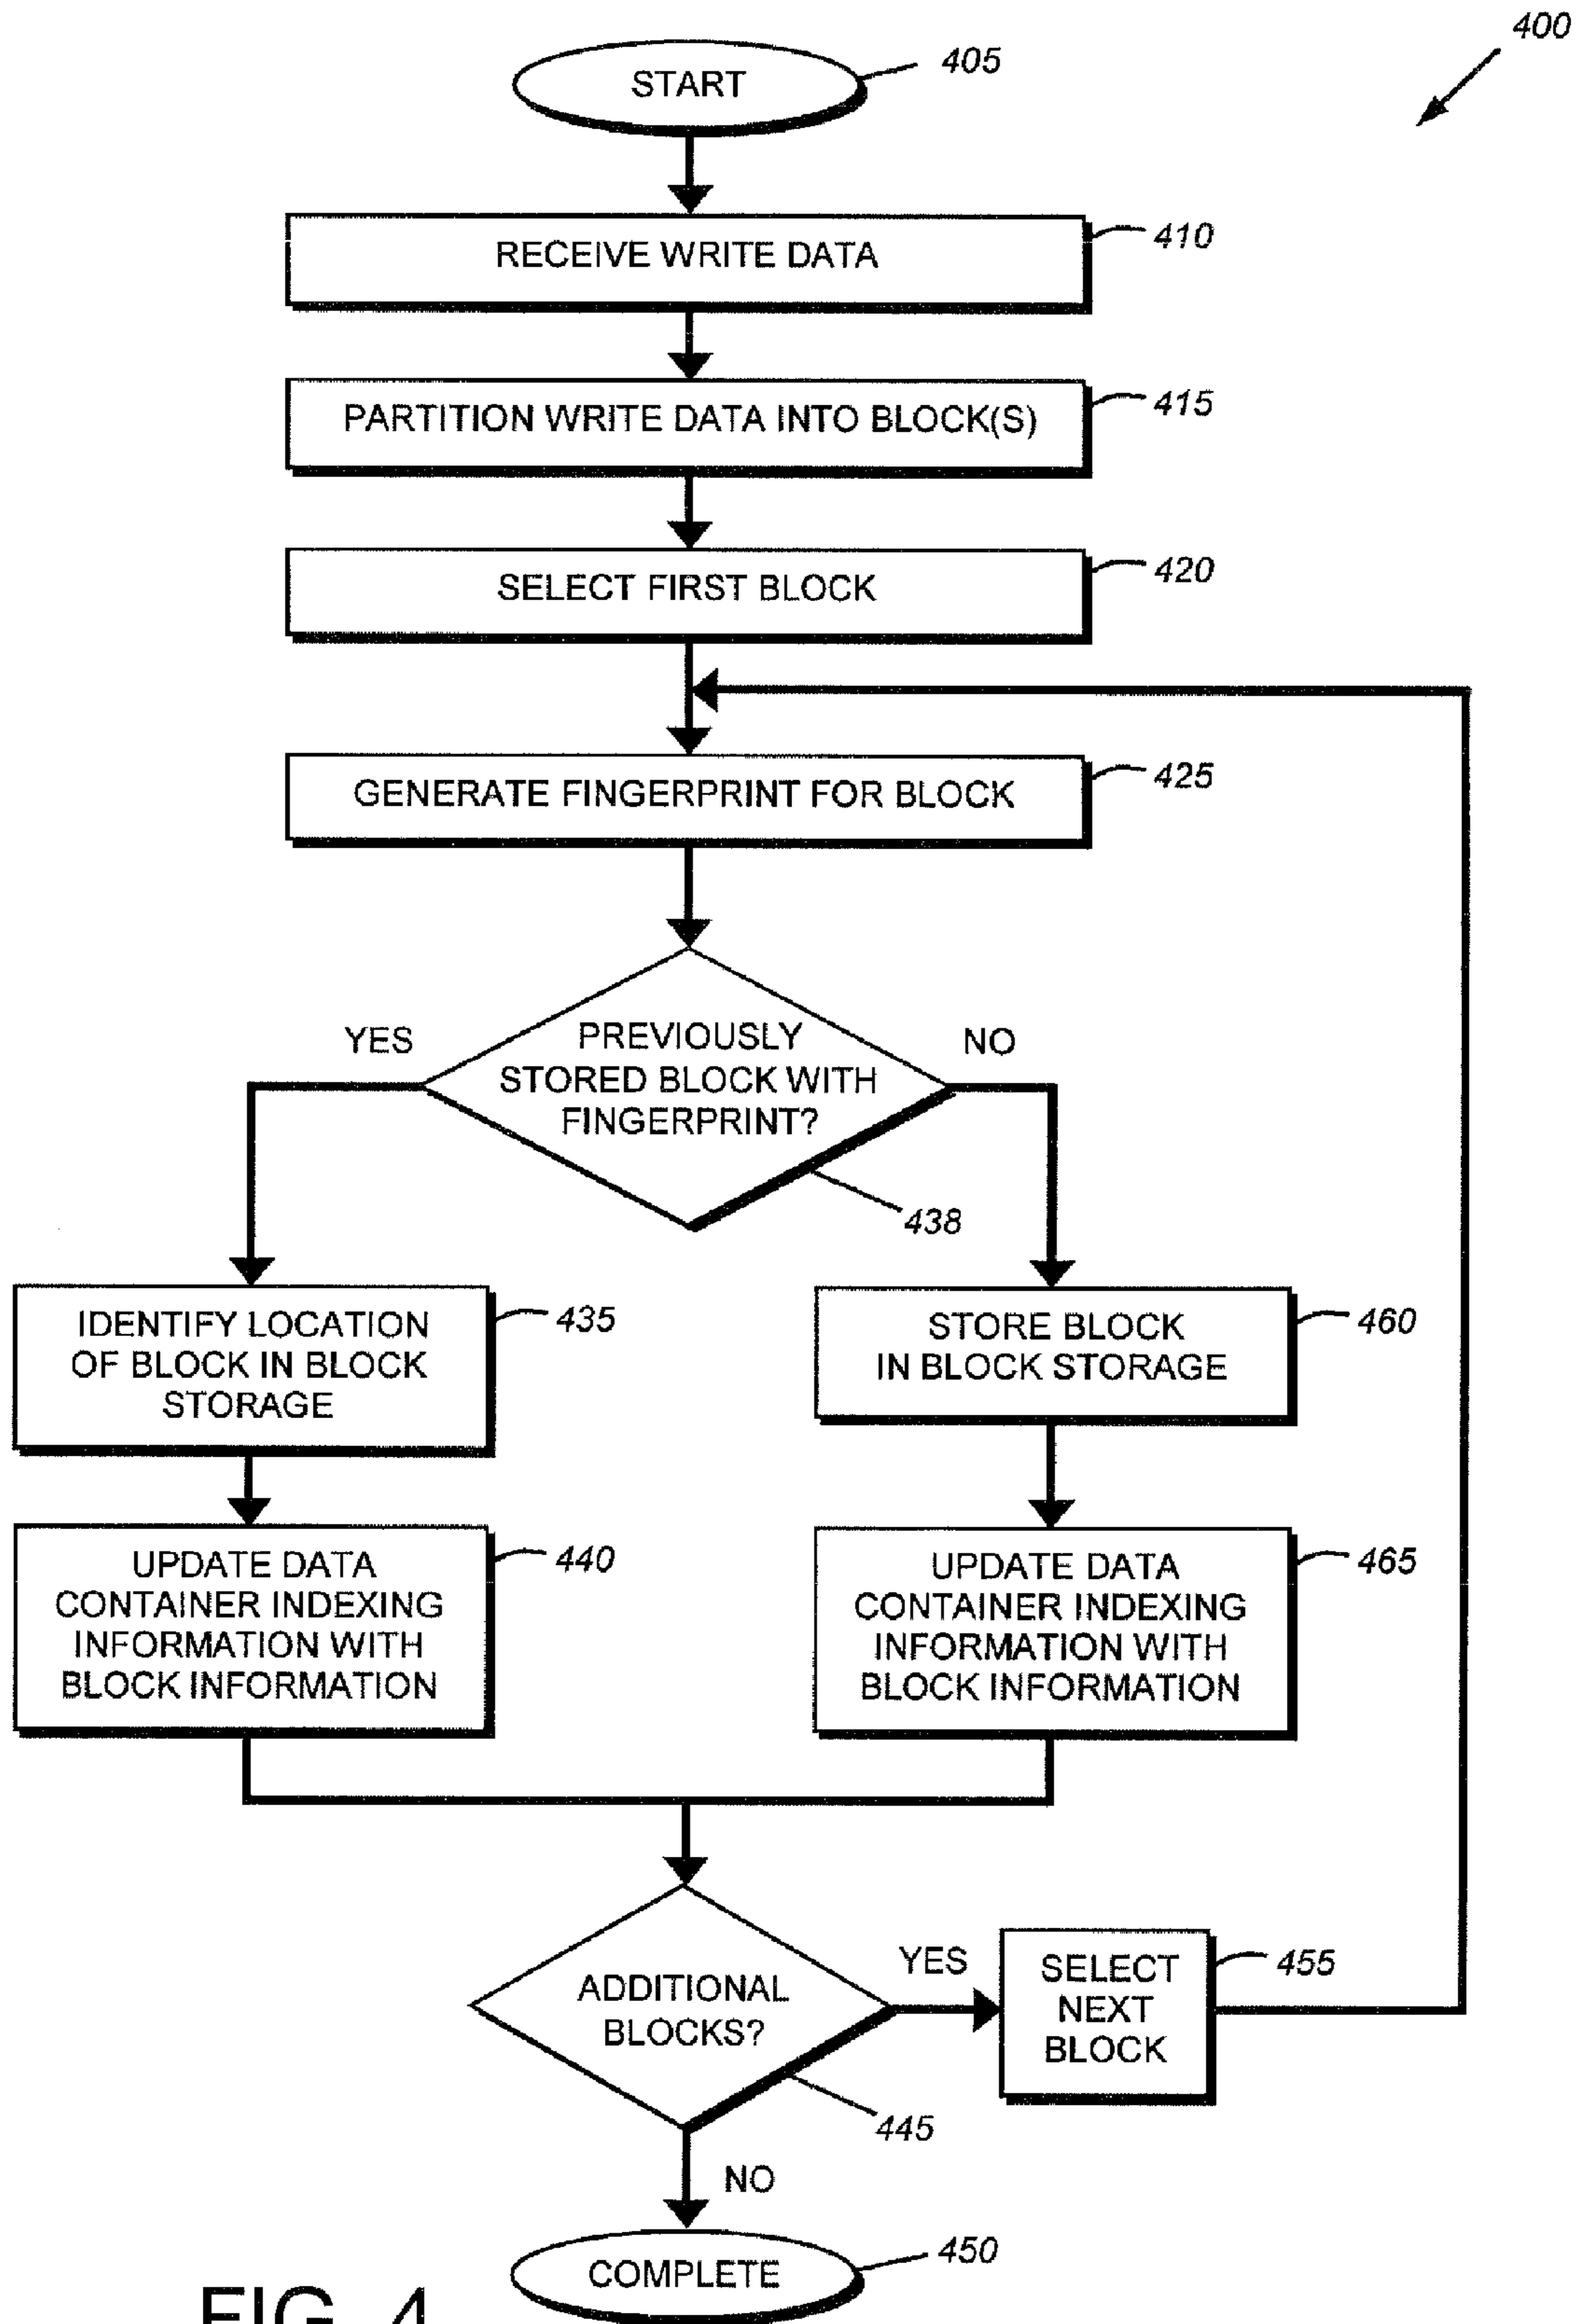 400
START
405
RECEIVE WRITE DATA
410
PARTITION WRITE DATA INTO BLOCK(S)
415
SELECT FIRST BLOCK
420
GENERATE FINGERPRINT FOR BLOCK
425
YES
PREVIOUSLY
STORED BLOCK WITH
FINGERPRINT?
NO
438
IDENTIFY LOCATION
OF BLOCK IN BLOCK
STORAGE
435
STORE BLOCK
IN BLOCK STORAGE
460
UPDATE DATA
CONTAINER INDEXING
INFORMATION WITH
BLOCK INFORMATION
440
UPDATE DATA
CONTAINER INDEXING
INFORMATION WITH
BLOCK INFORMATION
465
ADDITIONAL
BLOCKS?
YES
445
SELECT
NEXT
BLOCK
455
NO
COMPLETE
450
FIG. 4